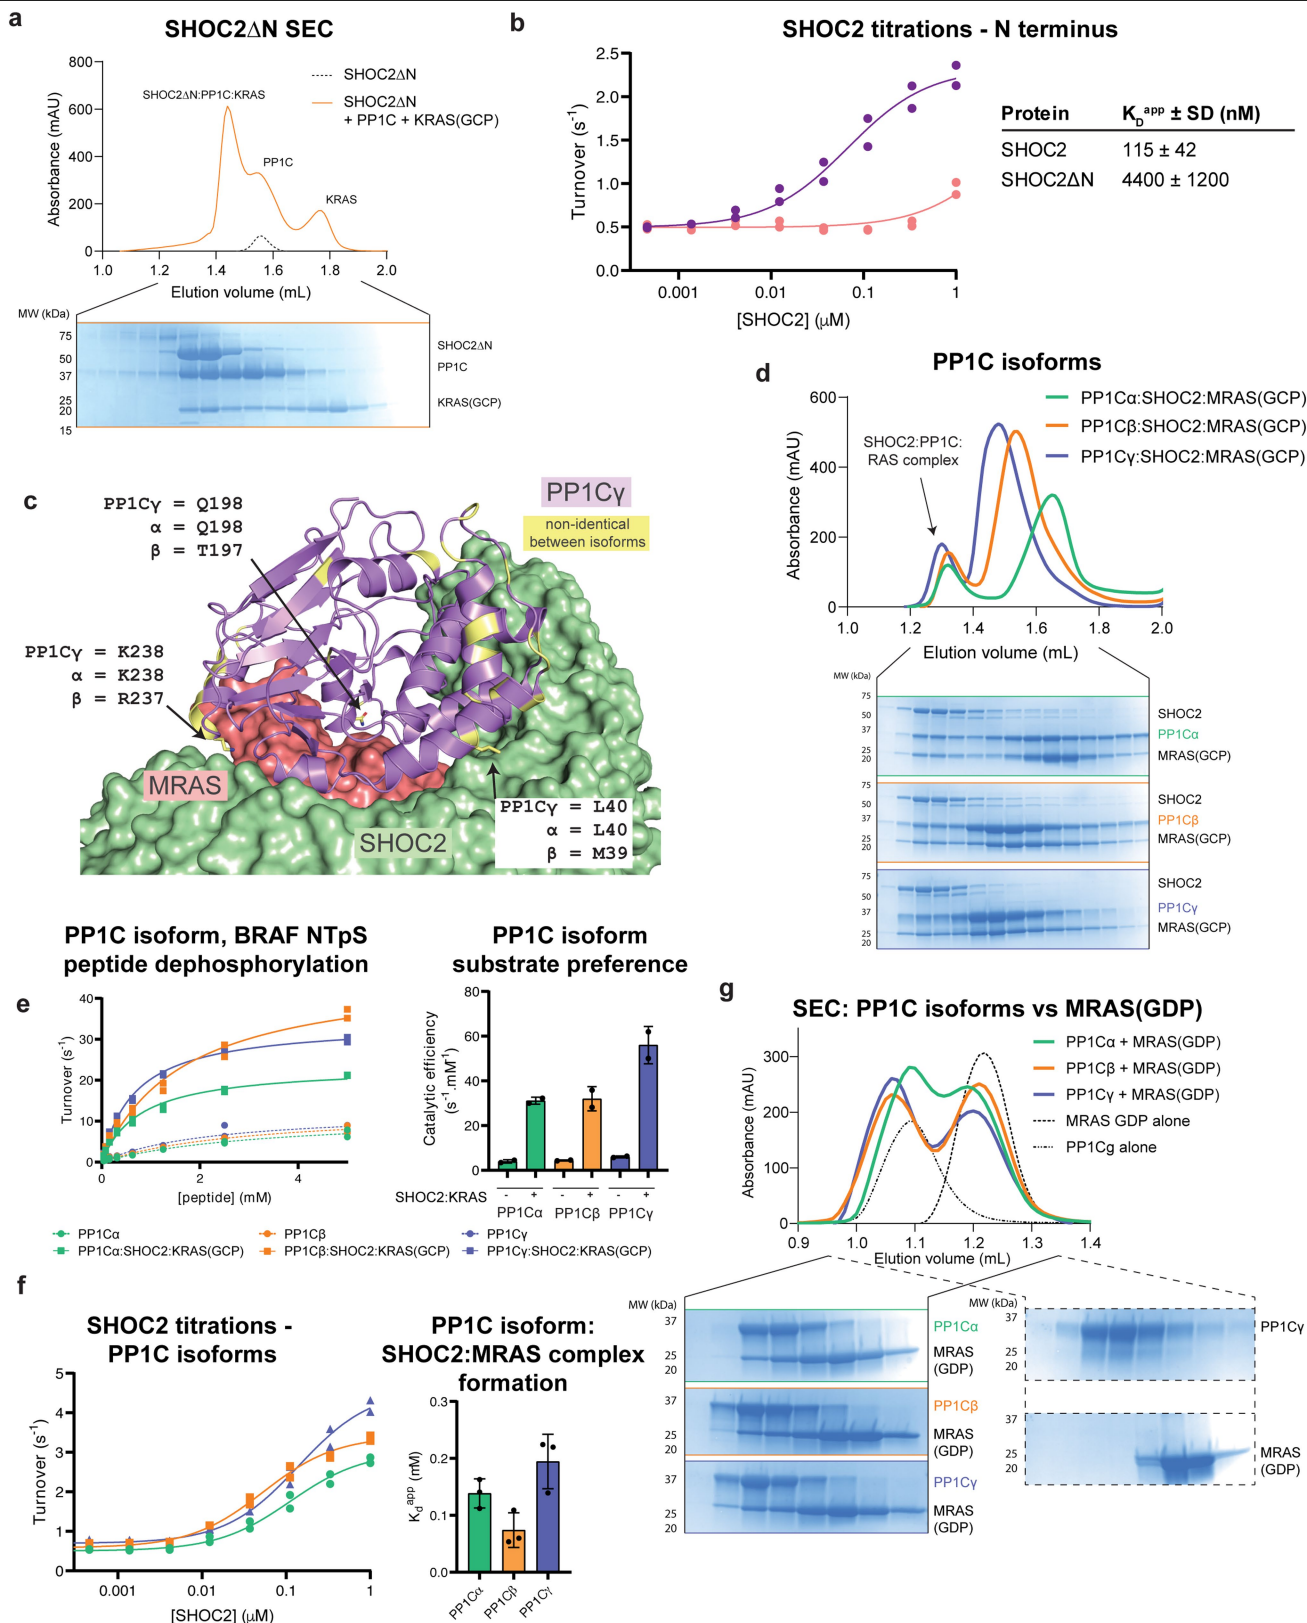 a
SHOC2ΔN SEC
800
600
400
200
0
Absorbance (mAU)
SHOC2ΔN:PP1C:KRAS
PP1C
KRAS
SHOC2ΔN
SHOC2ΔN
+ PP1C + KRAS(GCP)
1.0 1.2 1.4 1.6 1.8 2.0
Elution volume (mL)
MW (kDa)
75
50
37
25
20
15
SHOC2ΔN
PP1C
KRAS(GCP)
b
SHOC2 titrations - N terminus
2.5
2.0
1.5
1.0
0.5
0.0
Turnover (s⁻¹)
0.001 0.01 0.1 1
[SHOC2] (μM)
Protein K_D^app ± SD (nM)
SHOC2 115 ± 42
SHOC2ΔN 4400 ± 1200
c
PP1Cγ = Q198
α = Q198
β = T197
PP1Cγ
non-identical
between isoforms
PP1Cγ = K238
α = K238
β = R237
MRAS
SHOC2
PP1Cγ = L40
α = L40
β = M39
d
PP1C isoforms
600
400
200
0
Absorbance (mAU)
SHOC2:PP1C:
RAS complex
PP1Cα:SHOC2:MRAS(GCP)
PP1Cβ:SHOC2:MRAS(GCP)
PP1Cγ:SHOC2:MRAS(GCP)
1.0 1.2 1.4 1.6 1.8 2.0
Elution volume (mL)
MW (kDa)
75
50
37
25
20
SHOC2
PP1Cα
MRAS(GCP)
75
50
37
25
20
SHOC2
PP1Cβ
MRAS(GCP)
75
50
37
25
20
SHOC2
PP1Cγ
MRAS(GCP)
e
PP1C isoform, BRAF NTpS
peptide dephosphorylation
40
30
20
10
0
Turnover (s⁻¹)
2 4
[peptide] (mM)
PP1C isoform
substrate preference
80
60
40
20
0
Catalytic efficiency
(s⁻¹.mM⁻¹)
SHOC2:KRAS - + - + - +
PP1Cα PP1Cβ PP1Cγ
PP1Cα PP1Cβ PP1Cγ
PP1Cα:SHOC2:KRAS(GCP) PP1Cβ:SHOC2:KRAS(GCP) PP1Cγ:SHOC2:KRAS(GCP)
f
SHOC2 titrations -
PP1C isoforms
5
4
3
2
1
0
Turnover (s⁻¹)
0.001 0.01 0.1 1
[SHOC2] (μM)
PP1C isoform:
SHOC2:MRAS complex
formation
0.3
0.2
0.1
0.0
K_d^app (mM)
PP1Cα PP1Cβ PP1Cγ
g
SEC: PP1C isoforms vs MRAS(GDP)
300
200
100
0
Absorbance (mAU)
PP1Cα + MRAS(GDP)
PP1Cβ + MRAS(GDP)
PP1Cγ + MRAS(GDP)
MRAS GDP alone
PP1Cg alone
0.9 1.0 1.1 1.2 1.3 1.4
Elution volume (mL)
MW (kDa)
37
25
20
PP1Cα
MRAS
(GDP)
37
25
20
PP1Cβ
MRAS
(GDP)
37
25
20
PP1Cγ
MRAS
(GDP)
MW (kDa)
37
25
20
PP1Cγ
37
25
20
MRAS
(GDP)